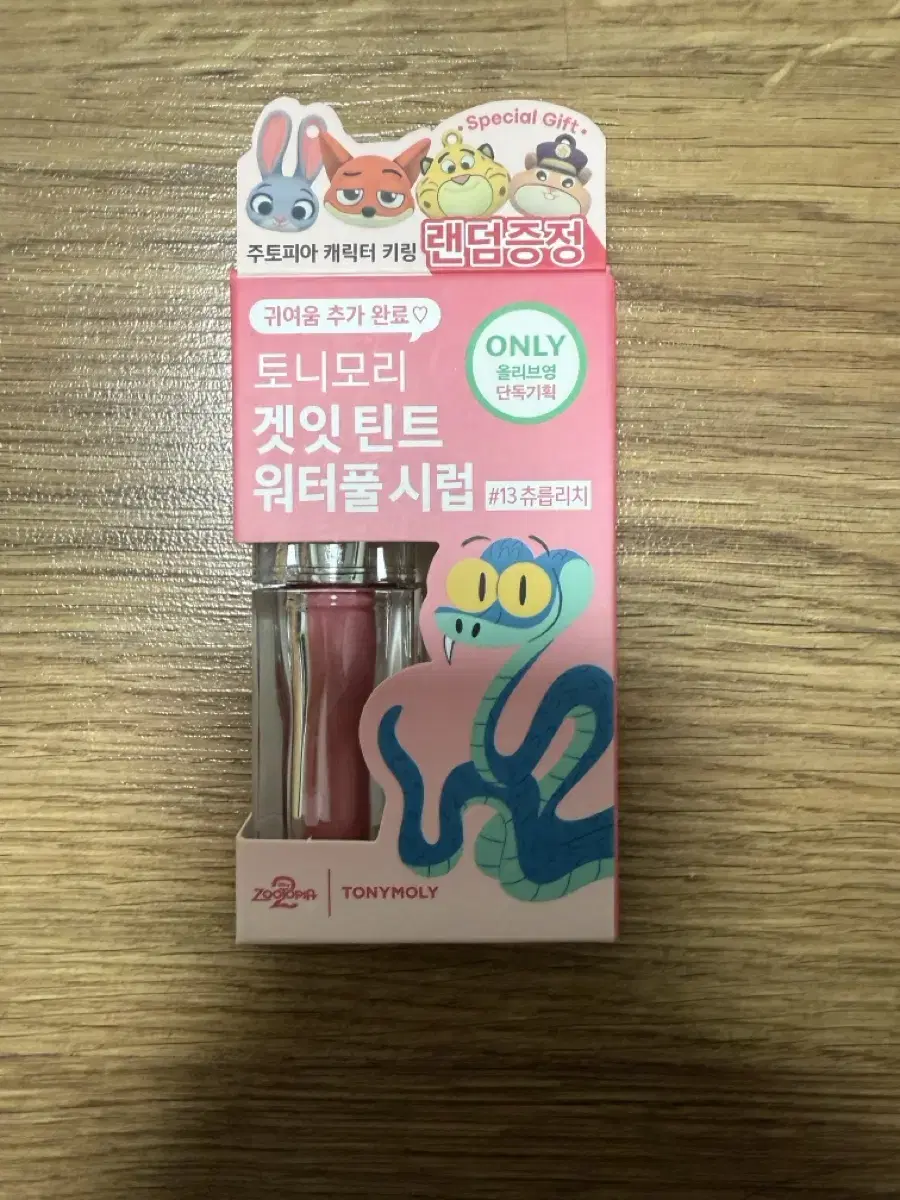 Special Gift
주토피아 캐릭터 키링 랜덤증정
귀여움 추가 완료♡
ONLY
올리브영
단독기획
토니모리
겟잇 틴트
워터풀 시럽 #13 츄릅리치
ZOOTOPIA 2 | TONYMOLY